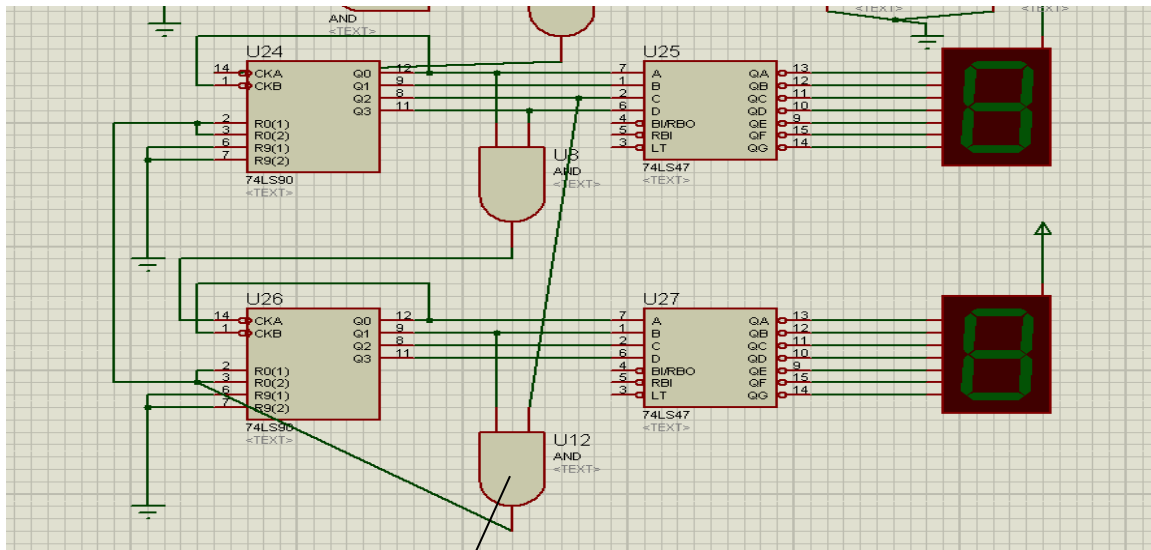 AND
<TEXT>
<TEXT>
<TEXT>
U24
14 CKA Q0 12
1 CKB Q1 9
Q2 8
Q3 11
2 R0(1)
3 R0(2)
6 R9(1)
7 R9(2)
74LS90
<TEXT>
U25
7 A QA 13
1 B QB 12
2 C QC 11
6 D QD 10
4 BI/RBO QE 9
5 RBI QF 15
3 LT QG 14
74LS47
<TEXT>
U8
AND
<TEXT>
U26
14 CKA Q0 12
1 CKB Q1 9
Q2 8
Q3 11
2 R0(1)
3 R0(2)
6 R9(1)
7 R9(2)
74LS90
<TEXT>
U27
7 A QA 13
1 B QB 12
2 C QC 11
6 D QD 10
4 BI/RBO QE 9
5 RBI QF 15
3 LT QG 14
74LS47
<TEXT>
U12
AND
<TEXT>